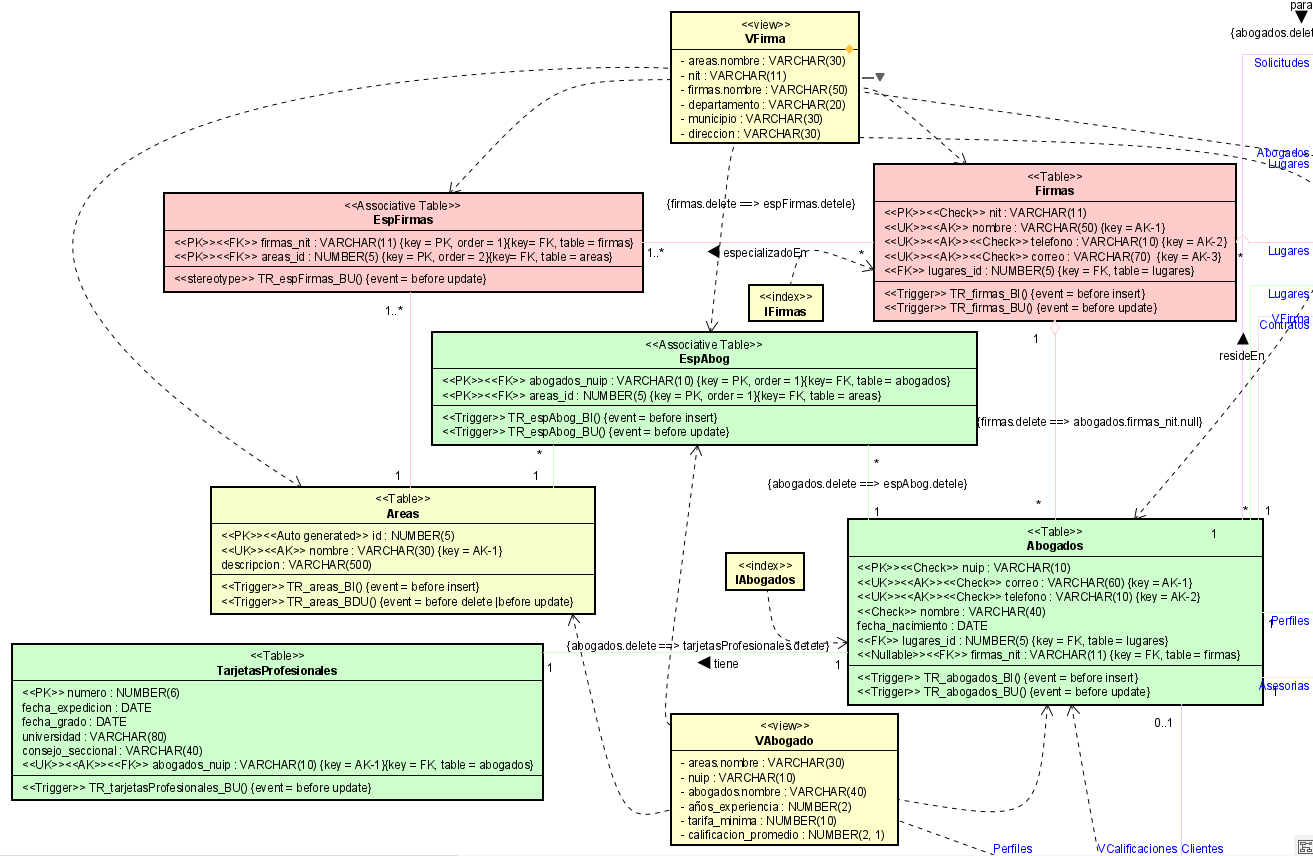 para
{abogados.delet
Solicitudes
<<view>>
VFirma
- areas.nombre : VARCHAR(30)
- nit : VARCHAR(11)
- firmas.nombre : VARCHAR(50)
- departamento : VARCHAR(20)
- municipio : VARCHAR(30)
- direccion : VARCHAR(30)
Abogados
Lugares
<<Associative Table>>
EspFirmas
<<PK>><<FK>> firmas_nit : VARCHAR(11) {key = PK, order = 1}{key= FK, table = firmas}
<<PK>><<FK>> areas_id : NUMBER(5) {key = PK, order = 2}{key= FK, table = areas}
<<stereotype>> TR_espFirmas_BU() {event = before update}
{firmas.delete ==> espFirmas.detele}
1..*
especializadoEn
*
<<Table>>
Firmas
<<PK>><<Check>> nit : VARCHAR(11)
<<UK>><<AK>> nombre : VARCHAR(50) {key = AK-1}
<<UK>><<AK>><<Check>> telefono : VARCHAR(10) {key = AK-2}
<<UK>><<AK>><<Check>> correo : VARCHAR(70)  {key = AK-3}
<<FK>> lugares_id : NUMBER(5) {key = FK, table = lugares}
<<Trigger>> TR_firmas_BI() {event = before insert}
<<Trigger>> TR_firmas_BU() {event = before update}
*
Lugares
Lugares
VFirma
Contratos
<<index>>
IFirmas
1..*
1
resideEn
<<Associative Table>>
EspAbog
<<PK>><<FK>> abogados_nuip : VARCHAR(10) {key = PK, order = 1}{key= FK, table = abogados}
<<PK>><<FK>> areas_id : NUMBER(5) {key = PK, order = 1}{key= FK, table = areas}
<<Trigger>> TR_espAbog_BI() {event = before insert}
<<Trigger>> TR_espAbog_BU() {event = before update}
{firmas.delete ==> abogados.firmas_nit.null}
*
*
1
1
{abogados.delete ==> espAbog.detele}
1
*
*
1
<<Table>>
Areas
<<PK>><<Auto generated>> id : NUMBER(5)
<<UK>><<AK>> nombre : VARCHAR(30) {key = AK-1}
descripcion : VARCHAR(500)
<<Trigger>> TR_areas_BI() {event = before insert}
<<Trigger>> TR_areas_BDU() {event = before delete |before update}
<<index>>
IAbogados
<<Table>>
1
Abogados
<<PK>><<Check>> nuip : VARCHAR(10)
<<UK>><<AK>><<Check>> correo : VARCHAR(60) {key = AK-1}
<<UK>><<AK>><<Check>> telefono : VARCHAR(10) {key = AK-2}
<<Check>> nombre : VARCHAR(40)
fecha_nacimiento : DATE
<<FK>> lugares_id : NUMBER(5) {key = FK, table= lugares}
<<Nullable>><<FK>> firmas_nit : VARCHAR(11) {key = FK, table = firmas}
<<Trigger>> TR_abogados_BI() {event = before insert}
<<Trigger>> TR_abogados_BU() {event = before update}
Perfiles
1
Asesorias
1
{abogados.delete ==> tarjetasProfesionales.detele}
1
tiene
1
<<Table>>
TarjetasProfesionales
<<PK>> numero : NUMBER(6)
fecha_expedicion : DATE
fecha_grado : DATE
universidad : VARCHAR(80)
consejo_seccional : VARCHAR(40)
<<UK>><<AK>><<FK>> abogados_nuip : VARCHAR(10) {key = AK-1}{key = FK, table = abogados}
<<Trigger>> TR_tarjetasProfesionales_BU() {event = before update}
<<view>>
VAbogado
- areas.nombre : VARCHAR(30)
- nuip : VARCHAR(10)
- abogados.nombre : VARCHAR(40)
- años_experiencia : NUMBER(2)
- tarifa_minima : NUMBER(10)
- calificacion_promedio : NUMBER(2, 1)
0..1
Perfiles
VCalificaciones
Clientes